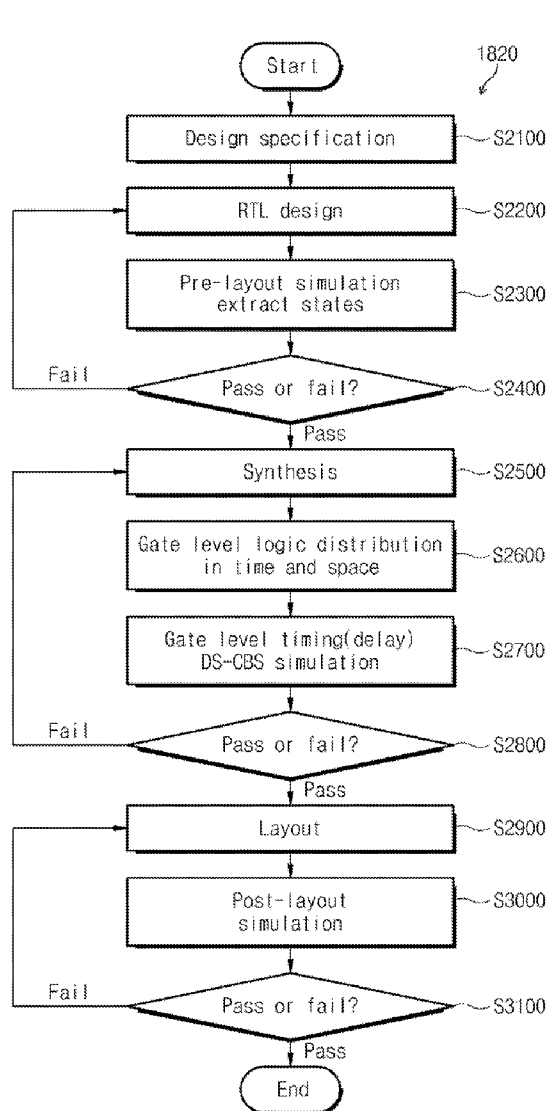 1820
Start
Design specification
S2100
RTL design
S2200
Pre-layout simulation
extract states
S2300
Fail
Pass or fail?
S2400
Pass
Synthesis
S2500
Gate level logic distribution
in time and space
S2600
Gate level timing(delay)
DS-CBS simulation
S2700
Fail
Pass or fail?
S2800
Pass
Layout
S2900
Post-layout
simulation
S3000
Fail
Pass or fail?
S3100
Pass
End